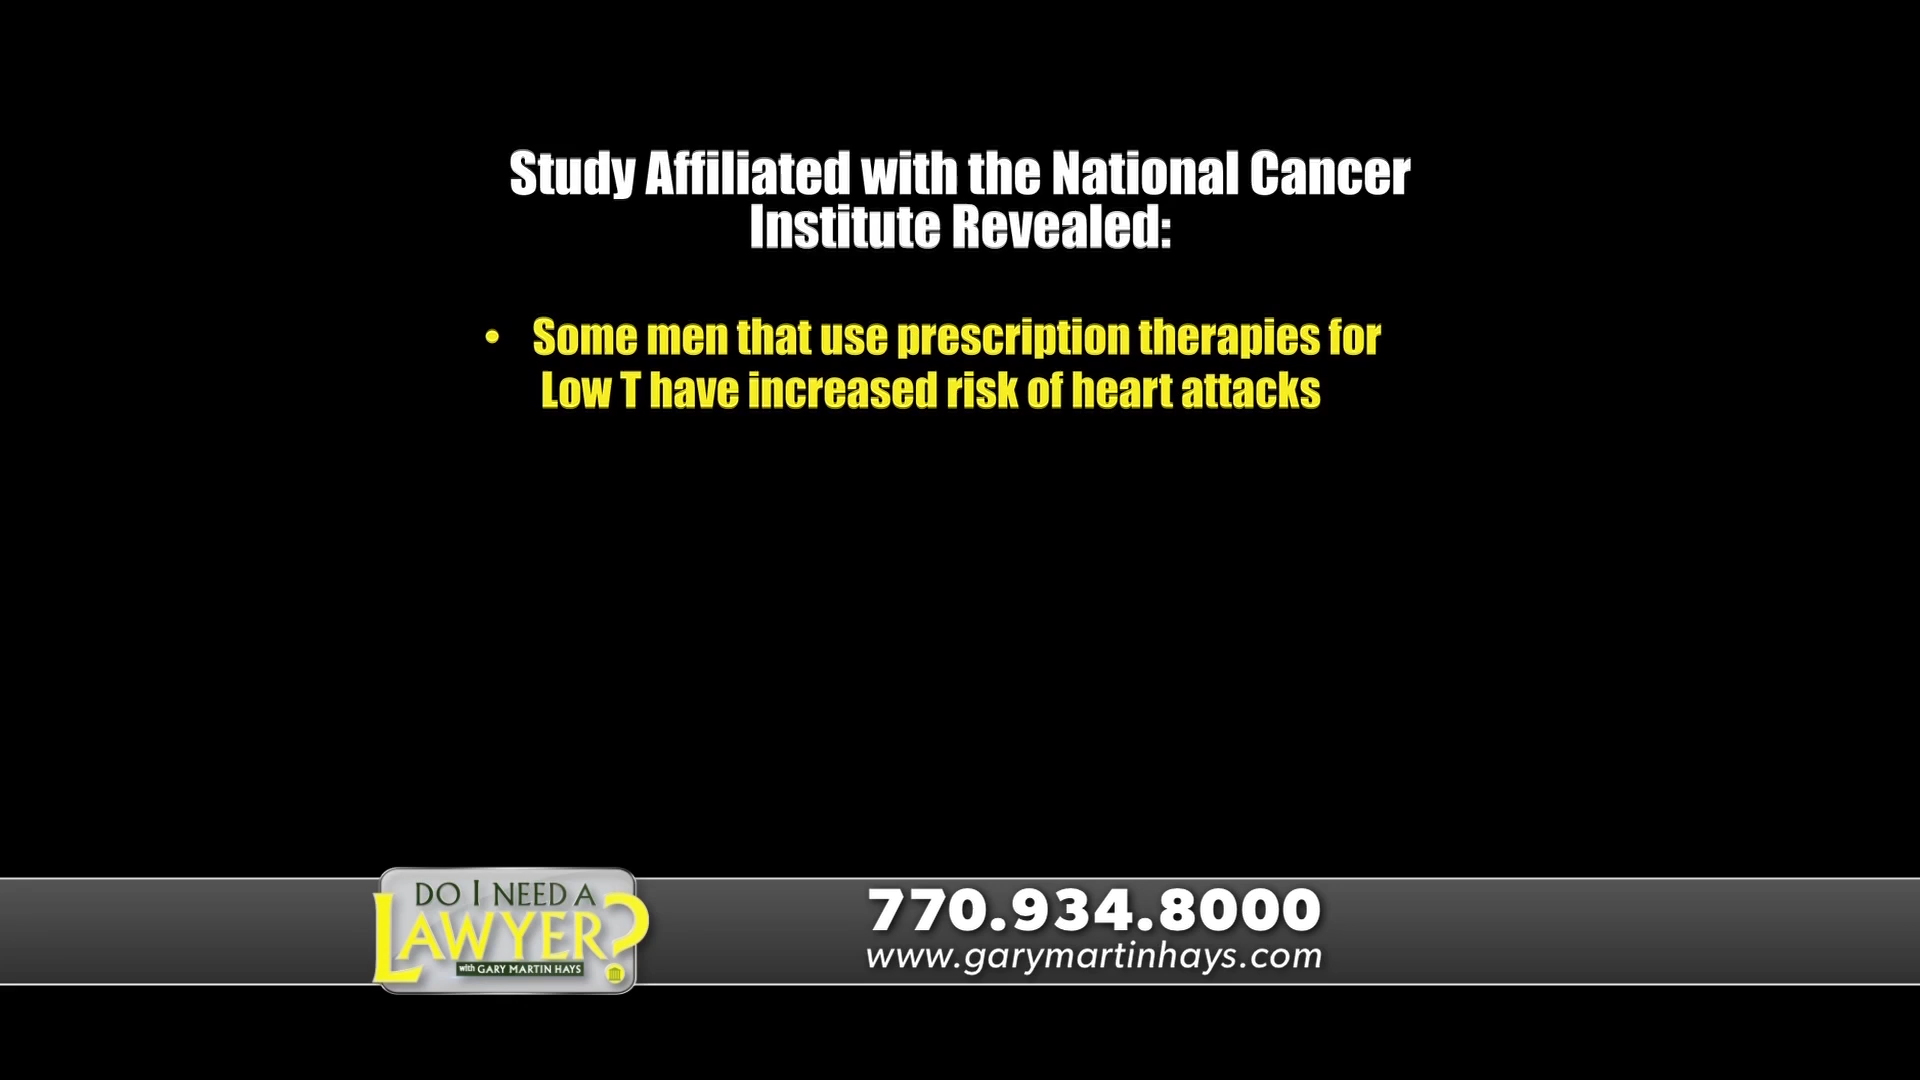 Study Affiliated with the National Cancer
Institute Revealed:
• Some men that use prescription therapies for
Low T have increased risk of heart attacks
DO I NEED A
LAWYER?
with GARY MARTIN HAYS
770.934.8000
www.garymartinhays.com